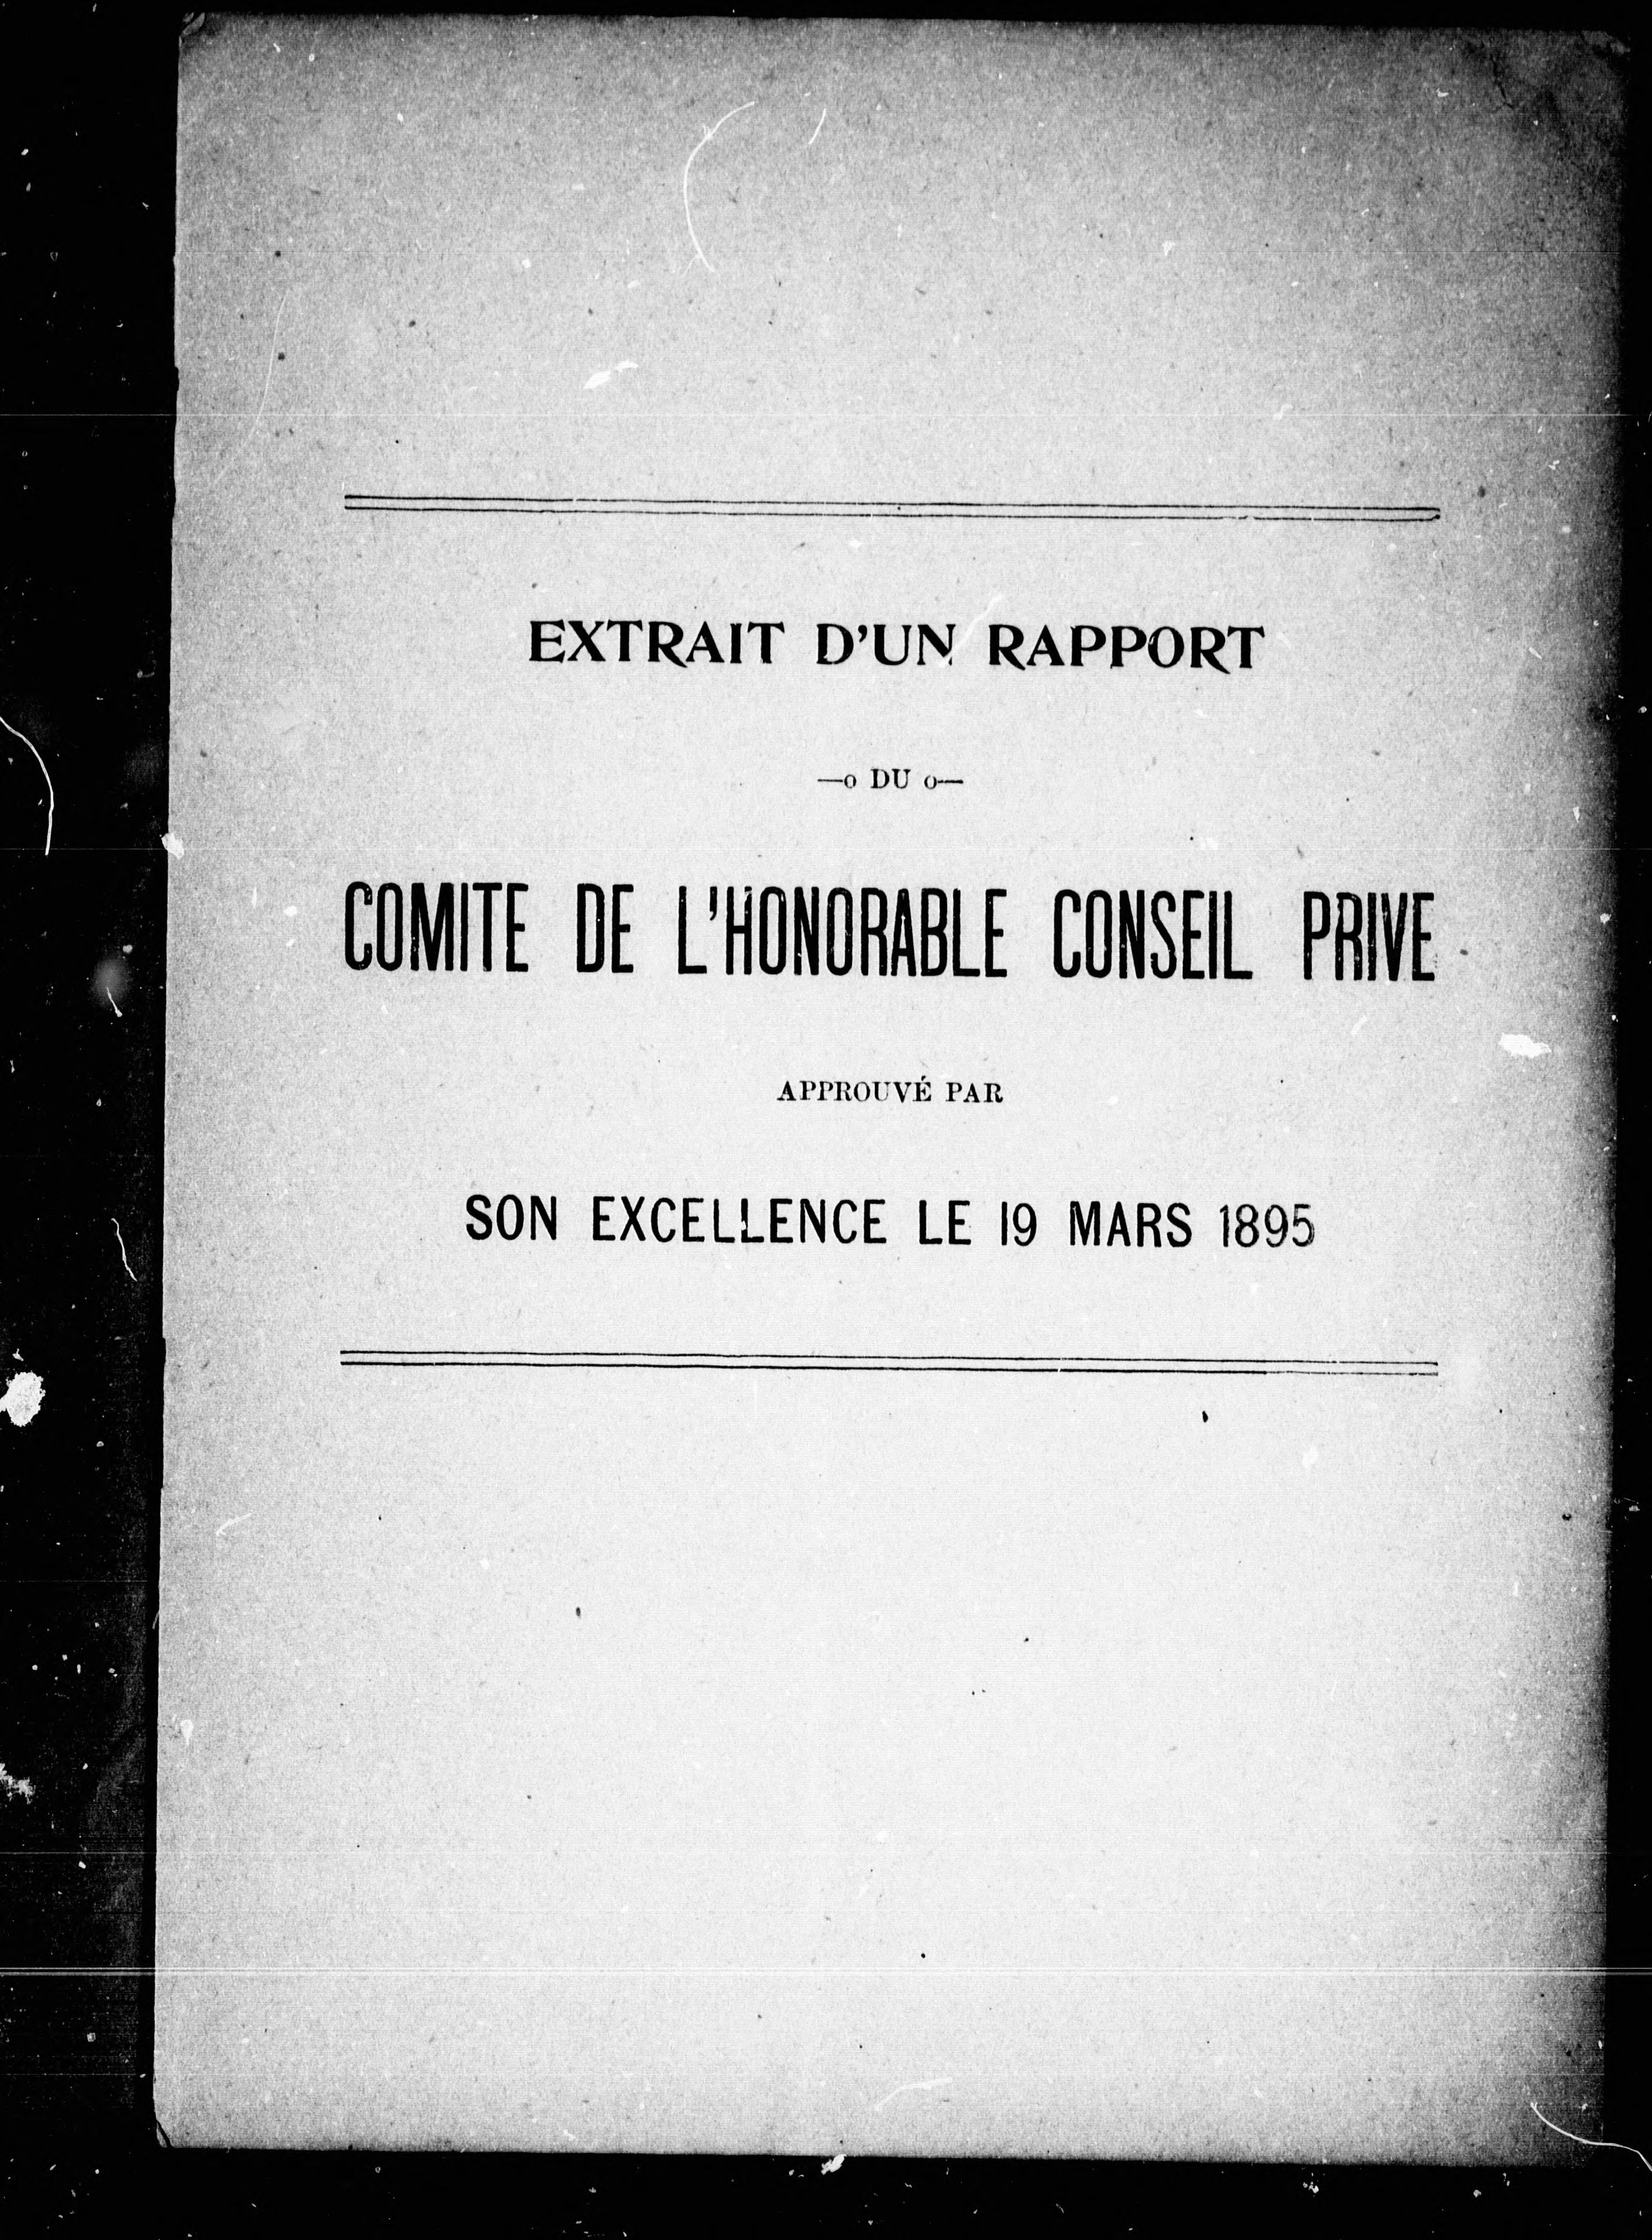 EXTRAIT D'UN RAPPORT
—o DU o—
COMITE DE L'HONORABLE CONSEIL PRIVE
APPROUVÉ PAR
SON EXCELLENCE LE 19 MARS 1895